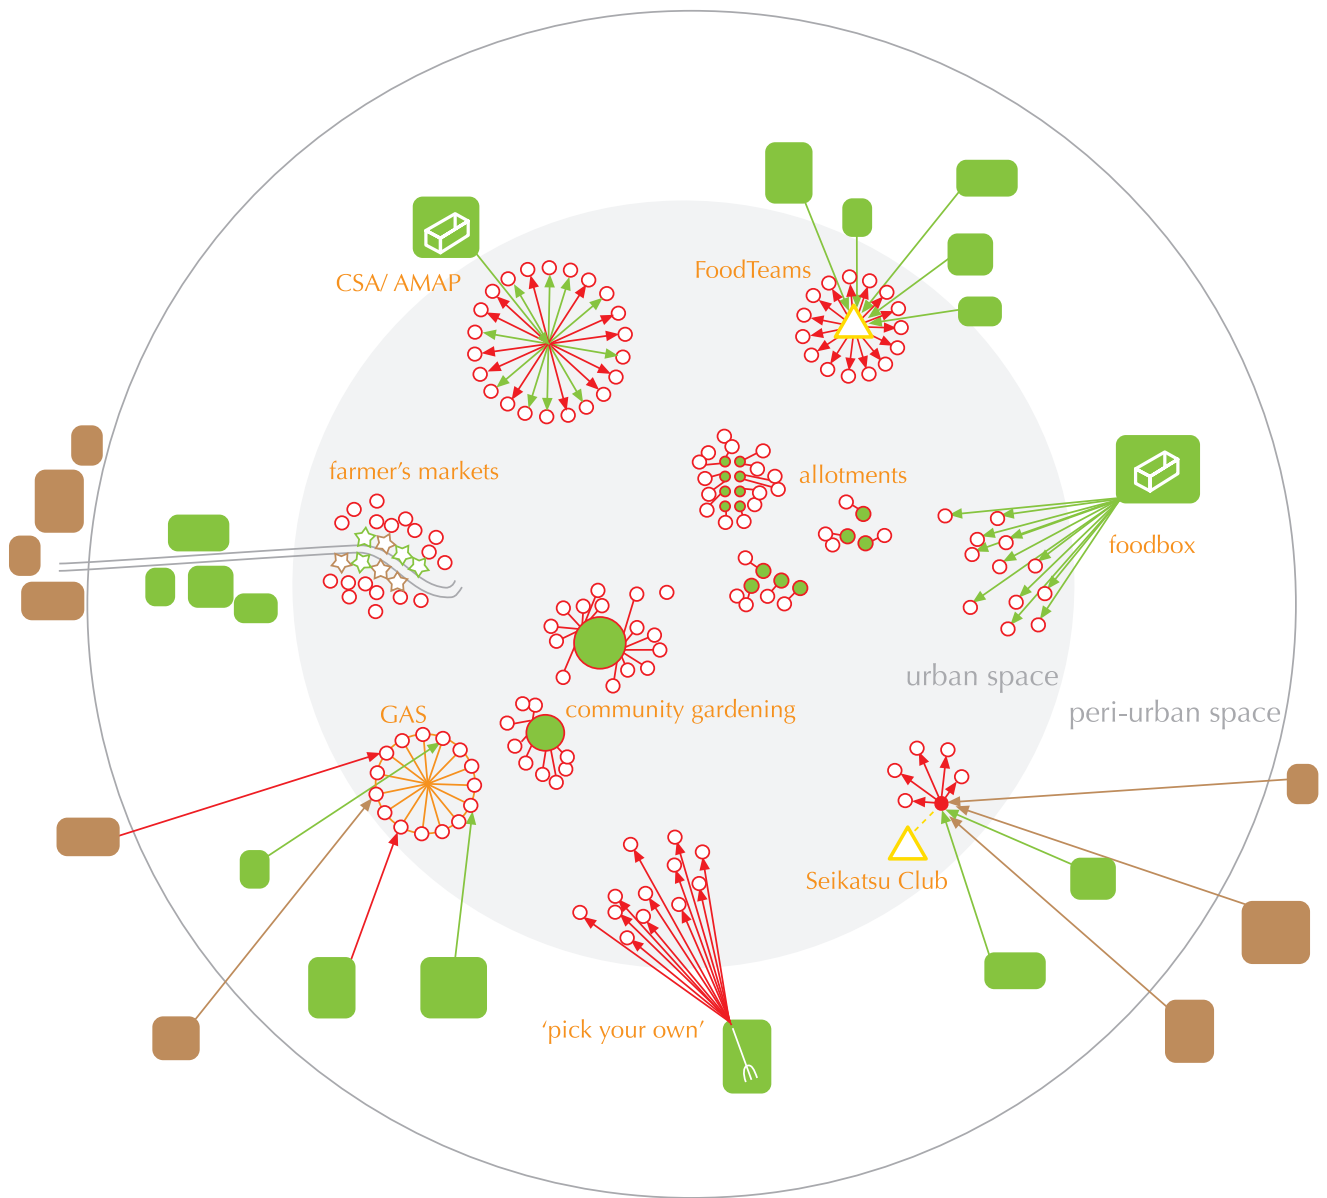 FoodTeams
CSA/ AMAP
farmer’s markets
allotments
foodbox
urban space
peri-urban space
community gardening
GAS
Seikatsu Club
‘pick your own’